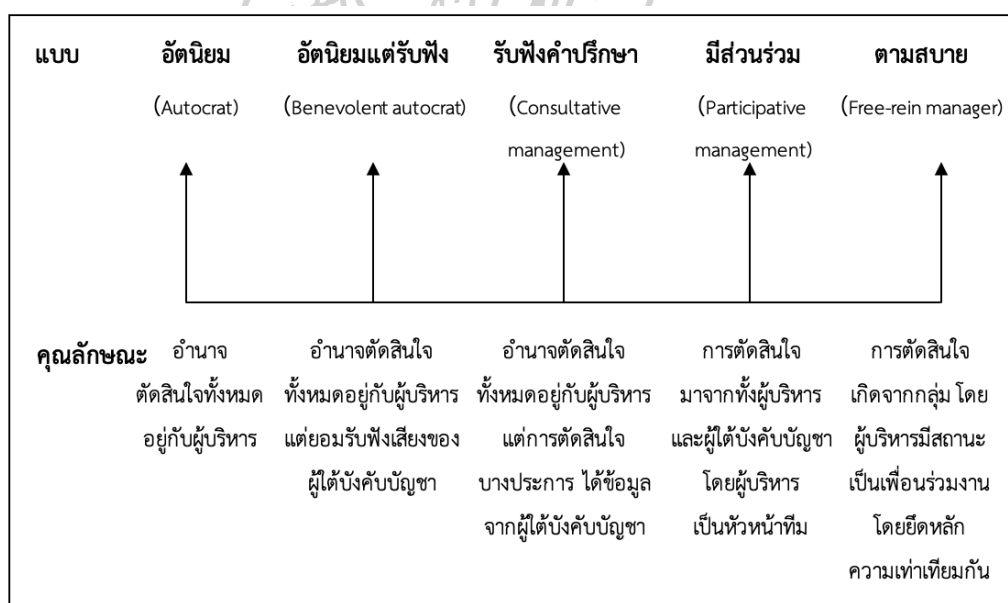 แบบ อัตนิยม อัตนิยมแต่รับฟัง รับฟังคำปรึกษา มีส่วนร่วม ตามสบาย
(Autocrat) (Benevolent autocrat) (Consultative (Participative (Free-rein manager)
management) management)
คุณลักษณะ อำนาจ อำนาจตัดสินใจ อำนาจตัดสินใจ การตัดสินใจ การตัดสินใจ
ตัดสินใจทั้งหมด ทั้งหมดอยู่กับผู้บริหาร ทั้งหมดอยู่กับผู้บริหาร มาจากทั้งผู้บริหาร เกิดจากกลุ่ม โดย
อยู่กับผู้บริหาร แต่ยอมรับฟังเสียงของ แต่การตัดสินใจ และผู้ใต้บังคับบัญชา ผู้บริหารมีสถานะ
ผู้ใต้บังคับบัญชา บางประการ ได้ข้อมูล โดยผู้บริหาร เป็นเพื่อนร่วมงาน
จากผู้ใต้บังคับบัญชา เป็นหัวหน้าทีม โดยยึดหลัก
ความเท่าเทียมกัน